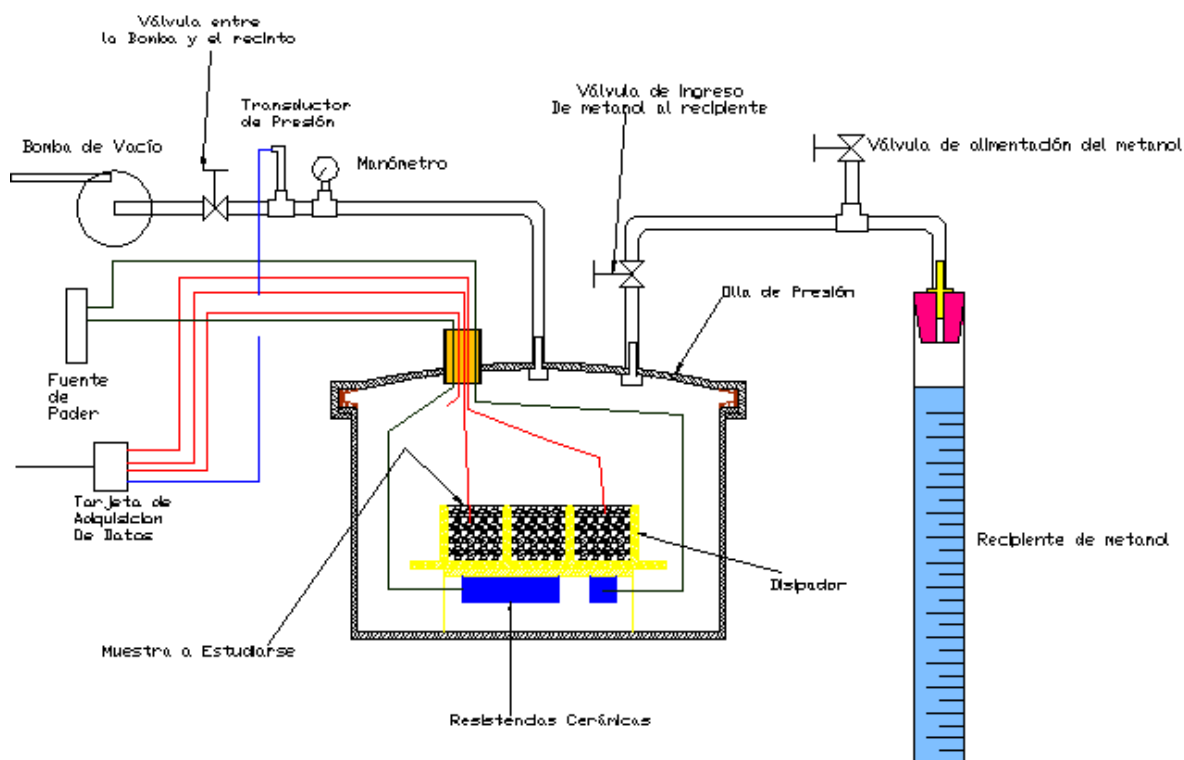 Válvula entre
la Bomba y el recinto
Transductor
de Presión
Bomba de Vacío
Manómetro
Válvula de Ingreso
De metanol al recipiente
Válvula de alimentación del metanol
Olla de Presión
Fuente
de
Poder
Tarjeta de
Adquisicion
De Datos
Recipiente de metanol
Disipador
Muestra a Estudiarse
Resistencias Cerámicas